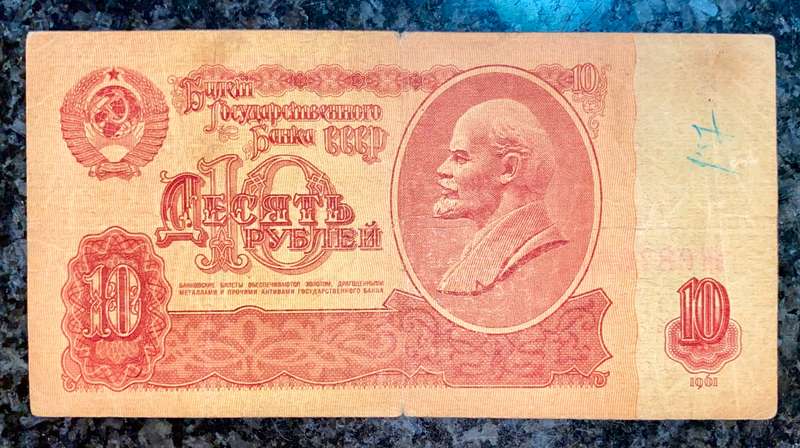 Билет
Государственного
Банка СССР
10
10
Десять
рублей
БАНКОВСКИЕ БИЛЕТЫ ОБЕСПЕЧИВАЮТСЯ ЗОЛОТОМ, ДРАГОЦЕННЫМИ
МЕТАЛЛАМИ И ПРОЧИМИ АКТИВАМИ ГОСУДАРСТВЕННОГО БАНКА
10
10
1961